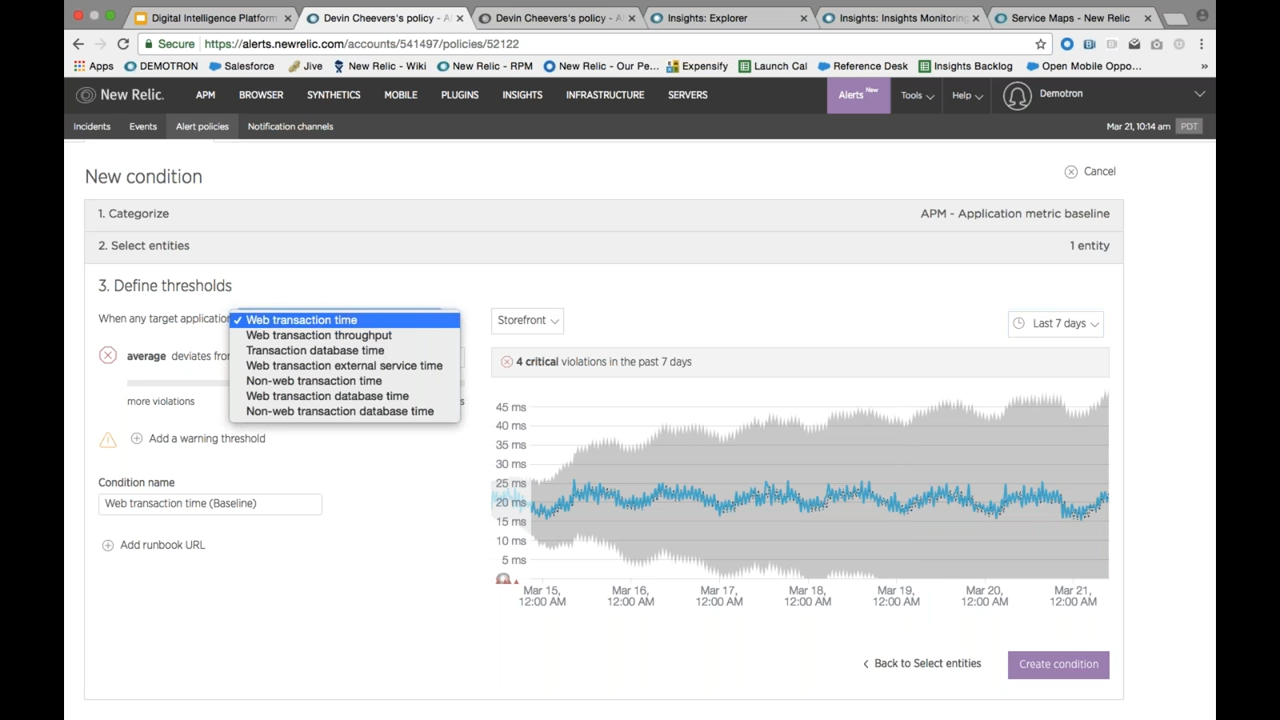 Digital Intelligence Platform
Devin Cheevers's policy - Al
Devin Cheevers's policy - Al
Insights: Explorer
Insights: Insights Monitoring
Service Maps - New Relic
Secure
https://alerts.newrelic.com/accounts/541497/policies/52122
Apps
DEMOTRON
Salesforce
Jive
New Relic - Wiki
New Relic - RPM
New Relic - Our Pe...
Expensify
Launch Cal
Reference Desk
Insights Backlog
Open Mobile Oppo...
»
New Relic.
APM
BROWSER
SYNTHETICS
MOBILE
PLUGINS
INSIGHTS
INFRASTRUCTURE
SERVERS
Alerts New
Tools
Help
Demotron
Incidents
Events
Alert policies
Notification channels
Mar 21, 10:14 am PDT
New condition
Cancel
1. Categorize
APM - Application metric baseline
2. Select entities
1 entity
3. Define thresholds
When any target application
✓ Web transaction time
Web transaction throughput
Transaction database time
Web transaction external service time
Non-web transaction time
Web transaction database time
Non-web transaction database time
average deviates from
more violations
Add a warning threshold
Condition name
Web transaction time (Baseline)
Add runbook URL
Storefront
Last 7 days
4 critical violations in the past 7 days
45 ms
40 ms
35 ms
30 ms
25 ms
20 ms
15 ms
10 ms
5 ms
Mar 15, 12:00 AM
Mar 16, 12:00 AM
Mar 17, 12:00 AM
Mar 18, 12:00 AM
Mar 19, 12:00 AM
Mar 20, 12:00 AM
Mar 21, 12:00 AM
Back to Select entities
Create condition